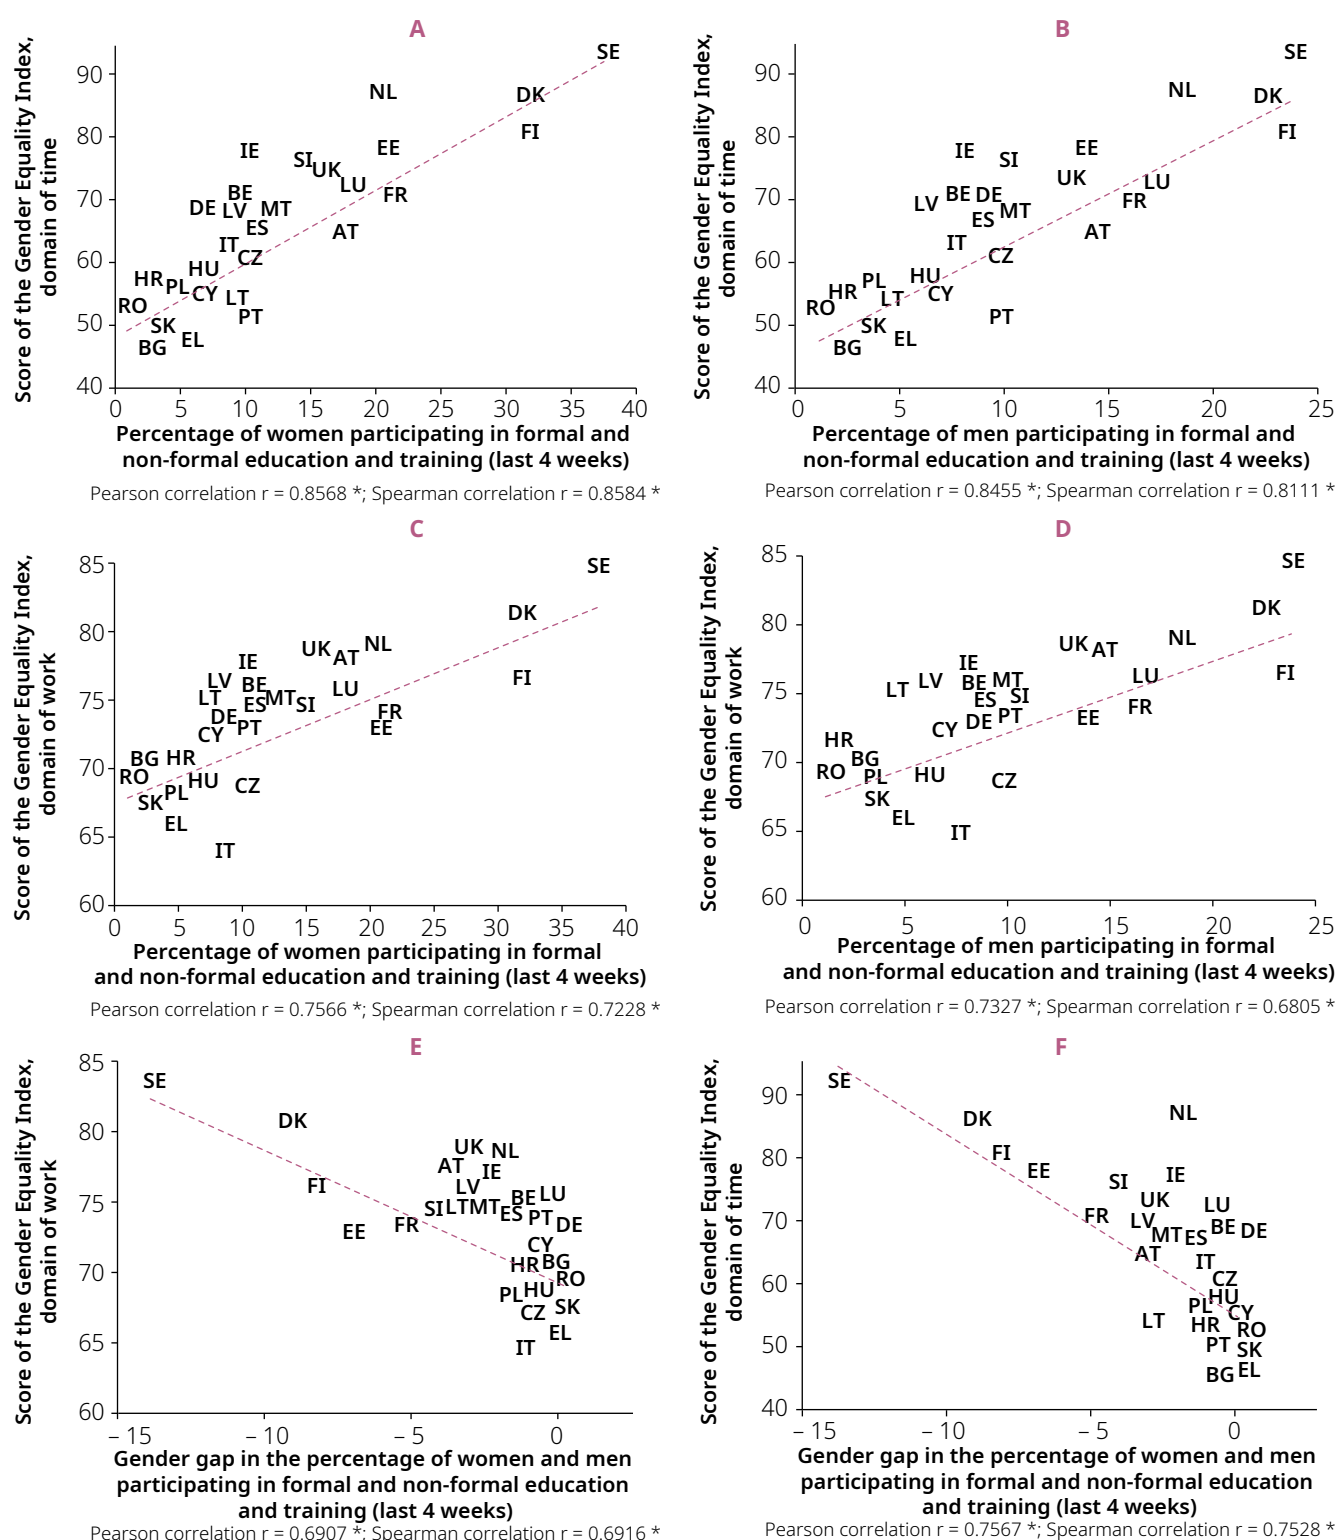 A
Score of the Gender Equality Index,
domain of time
90
80
70
60
50
40
SE
NL
DK
FI
IE
SI
UK
EE
LU
FR
BE
DE
LV
MT
ES
AT
IT
CZ
HU
HR
PL
CY
LT
RO
PT
SK
EL
BG
0 5 10 15 20 25 30 35 40
Percentage of women participating in formal and
non-formal education and training (last 4 weeks)
Pearson correlation r = 0.8568 *; Spearman correlation r = 0.8584 *
B
Score of the Gender Equality Index,
domain of time
90
80
70
60
50
40
SE
NL
DK
FI
IE
SI
EE
UK
LU
BE
DE
LV
FR
MT
ES
AT
IT
CZ
HU
PL
HR
CY
LT
RO
PT
SK
EL
BG
0 5 10 15 20 25
Percentage of men participating in formal and
non-formal education and training (last 4 weeks)
Pearson correlation r = 0.8455 *; Spearman correlation r = 0.8111 *
C
Score of the Gender Equality Index,
domain of work
85
80
75
70
65
60
SE
DK
NL
UK
AT
IE
FI
LV
BE
LU
LT
MT
ES
SI
FR
DE
EE
PT
CY
BG
HR
RO
HU
CZ
PL
SK
EL
IT
0 5 10 15 20 25 30 35 40
Percentage of women participating in formal
and non-formal education and training (last 4 weeks)
Pearson correlation r = 0.7566 *; Spearman correlation r = 0.7228 *
D
Score of the Gender Equality Index,
domain of work
85
80
75
70
65
60
SE
DK
NL
UK
AT
IE
FI
LU
LV
BE
MT
LT
SI
ES
FR
PT
EE
DE
CY
HR
BG
RO
HU
PL
CZ
SK
EL
IT
0 5 10 15 20 25
Percentage of men participating in formal
and non-formal education and training (last 4 weeks)
Pearson correlation r = 0.7327 *; Spearman correlation r = 0.6805 *
E
Score of the Gender Equality Index,
domain of work
85
80
75
70
65
60
SE
DK
UK
NL
AT
IE
FI
LV
BE
LU
SI
LT
MT
ES
PT
DE
FR
EE
CY
HR
BG
RO
PL
HU
SK
CZ
EL
IT
– 15 – 10 – 5 0
Gender gap in the percentage of women and men
participating in formal and non-formal education
and training (last 4 weeks)
Pearson correlation r = 0.6907 *; Spearman correlation r = 0.6916 *
F
Score of the Gender Equality Index,
domain of time
90
80
70
60
50
40
SE
NL
DK
FI
EE
IE
SI
UK
LU
FR
LV
BE
DE
MT
ES
AT
IT
CZ
HU
PL
CY
LT
HR
RO
PT
SK
EL
BG
– 15 – 10 – 5 0
Gender gap in the percentage of women and men
participating in formal and non-formal education
and training (last 4 weeks)
Pearson correlation r = 0.7567 *; Spearman correlation r = 0.7528 *